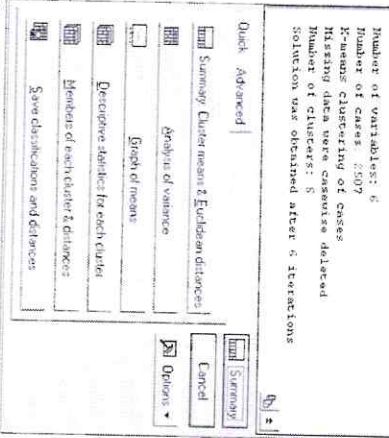 Number of variables: 6
Number of cases: 2507
K-means clustering of cases
Missing data were casewise deleted
Number of clusters: 5
Solution was obtained after 6 iterations
Quick
Advanced
Summary: Cluster means & Euclidean distances
Analysis of variance
Graph of means
Descriptive statistics for each cluster
Members of each cluster & distances
Save classifications and distances
Summary
Cancel
Options